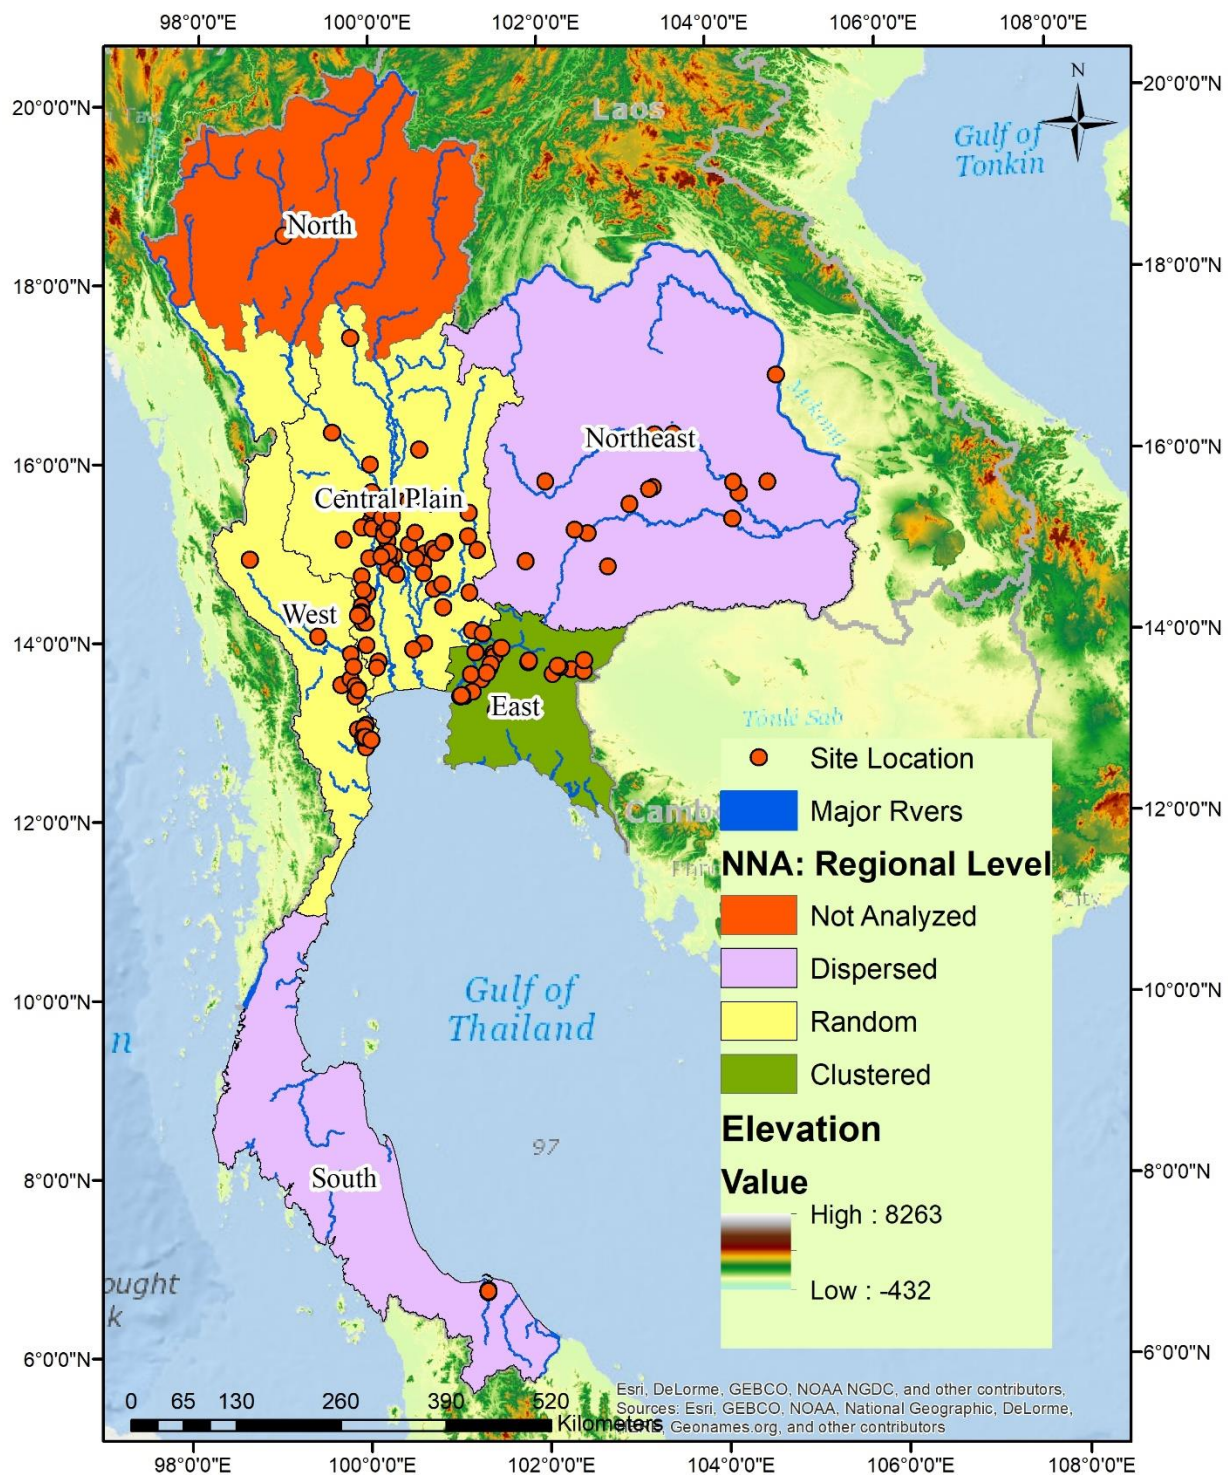 98°0'0"E 100°0'0"E 102°0'0"E 104°0'0"E 106°0'0"E 108°0'0"E
N
20°0'0"N 20°0'0"N
Laos
Gulf of
Tonkin
North
18°0'0"N 18°0'0"N
Mekong
Northeast
16°0'0"N 16°0'0"N
Central Plain
West
14°0'0"N 14°0'0"N
East
Tônlé Sab
Site Location
Major Rvers
12°0'0"N 12°0'0"N
Camb
NNA: Regional Level
City
Not Analyzed
Dispersed
10°0'0"N 10°0'0"N
Gulf of
Thailand
n
Random
Clustered
Elevation
97
8°0'0"N 8°0'0"N
South
Value
High : 8263
ought
k
Low : -432
6°0'0"N 6°0'0"N
0 65 130 260 390 520
Kilometers
Esri, DeLorme, GEBCO, NOAA NGDC, and other contributors,
Sources: Esri, GEBCO, NOAA, National Geographic, DeLorme,
Geonames.org, and other contributors
98°0'0"E 100°0'0"E 102°0'0"E 104°0'0"E 106°0'0"E 108°0'0"E